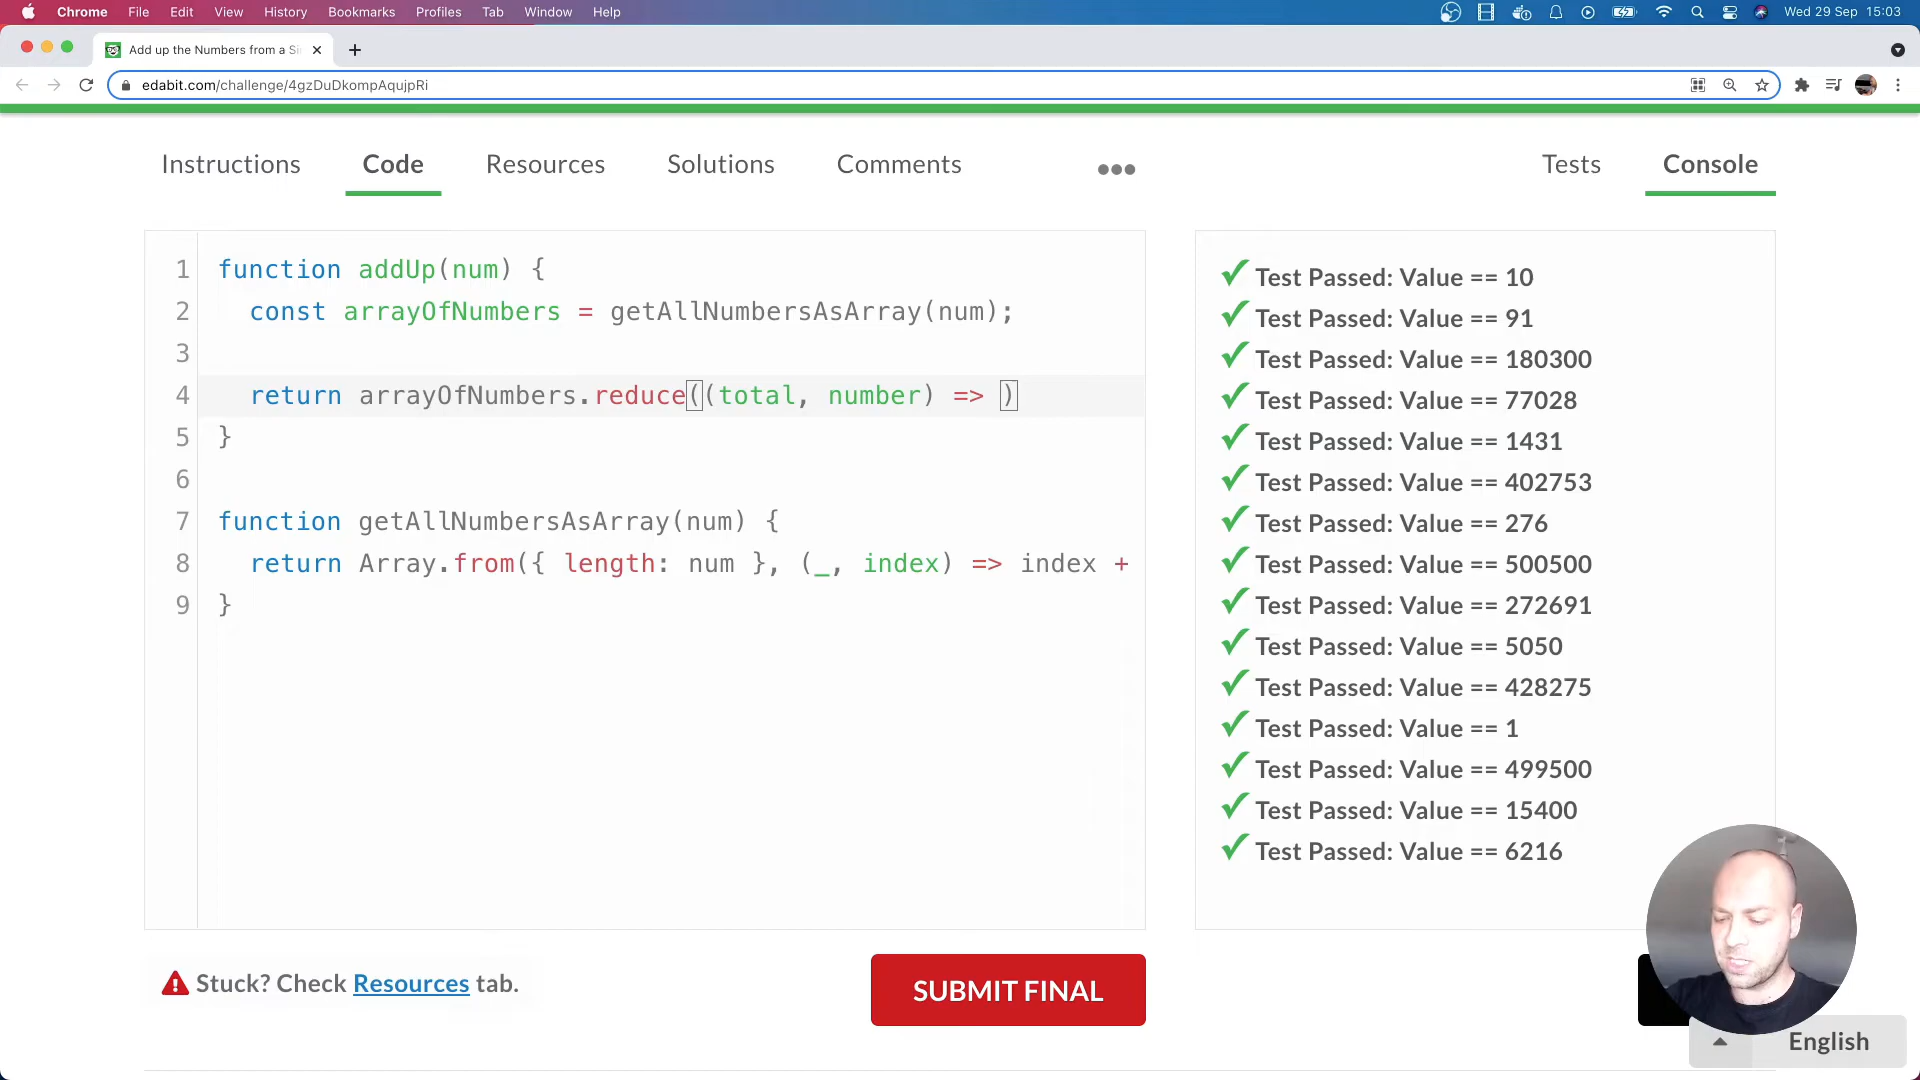 Chrome File Edit View History Bookmarks Profiles Tab Window Help Wed 29 Sep 15:03
Add up the Numbers from a Si
edabit.com/challenge/4gzDuDkompAqujpRi
Instructions Code Resources Solutions Comments ••• Tests Console
1 function addUp(num) {
2 const arrayOfNumbers = getAllNumbersAsArray(num);
3
4 return arrayOfNumbers.reduce((total, number) => )
5 }
6
7 function getAllNumbersAsArray(num) {
8 return Array.from({ length: num }, (_, index) => index +
9 }
Test Passed: Value == 10
Test Passed: Value == 91
Test Passed: Value == 180300
Test Passed: Value == 77028
Test Passed: Value == 1431
Test Passed: Value == 402753
Test Passed: Value == 276
Test Passed: Value == 500500
Test Passed: Value == 272691
Test Passed: Value == 5050
Test Passed: Value == 428275
Test Passed: Value == 1
Test Passed: Value == 499500
Test Passed: Value == 15400
Test Passed: Value == 6216
Stuck? Check Resources tab.
SUBMIT FINAL
English